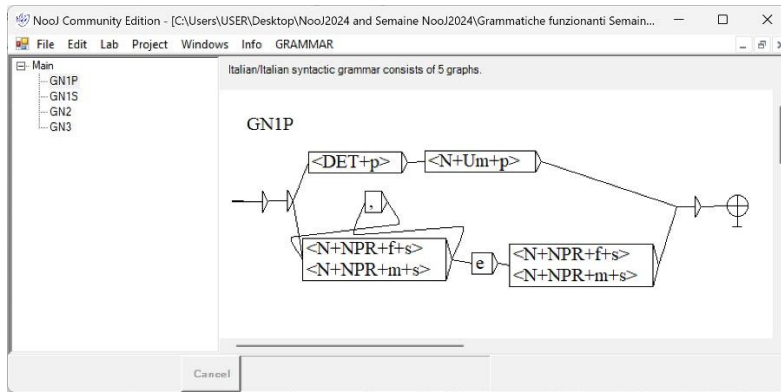 NooJ Community Edition - [C:\Users\USER\Desktop\NooJ2024 and Semaine NooJ2024\Grammatiche funzionanti Semain...
File Edit Lab Project Windows Info GRAMMAR
Main
GN1P
GN1S
GN2
GN3
Italian/Italian syntactic grammar consists of 5 graphs.
GN1P
<DET+p> <N+Um+p>
,
<N+NPR+f+s>
<N+NPR+m+s>
e
<N+NPR+f+s>
<N+NPR+m+s>
Cancel